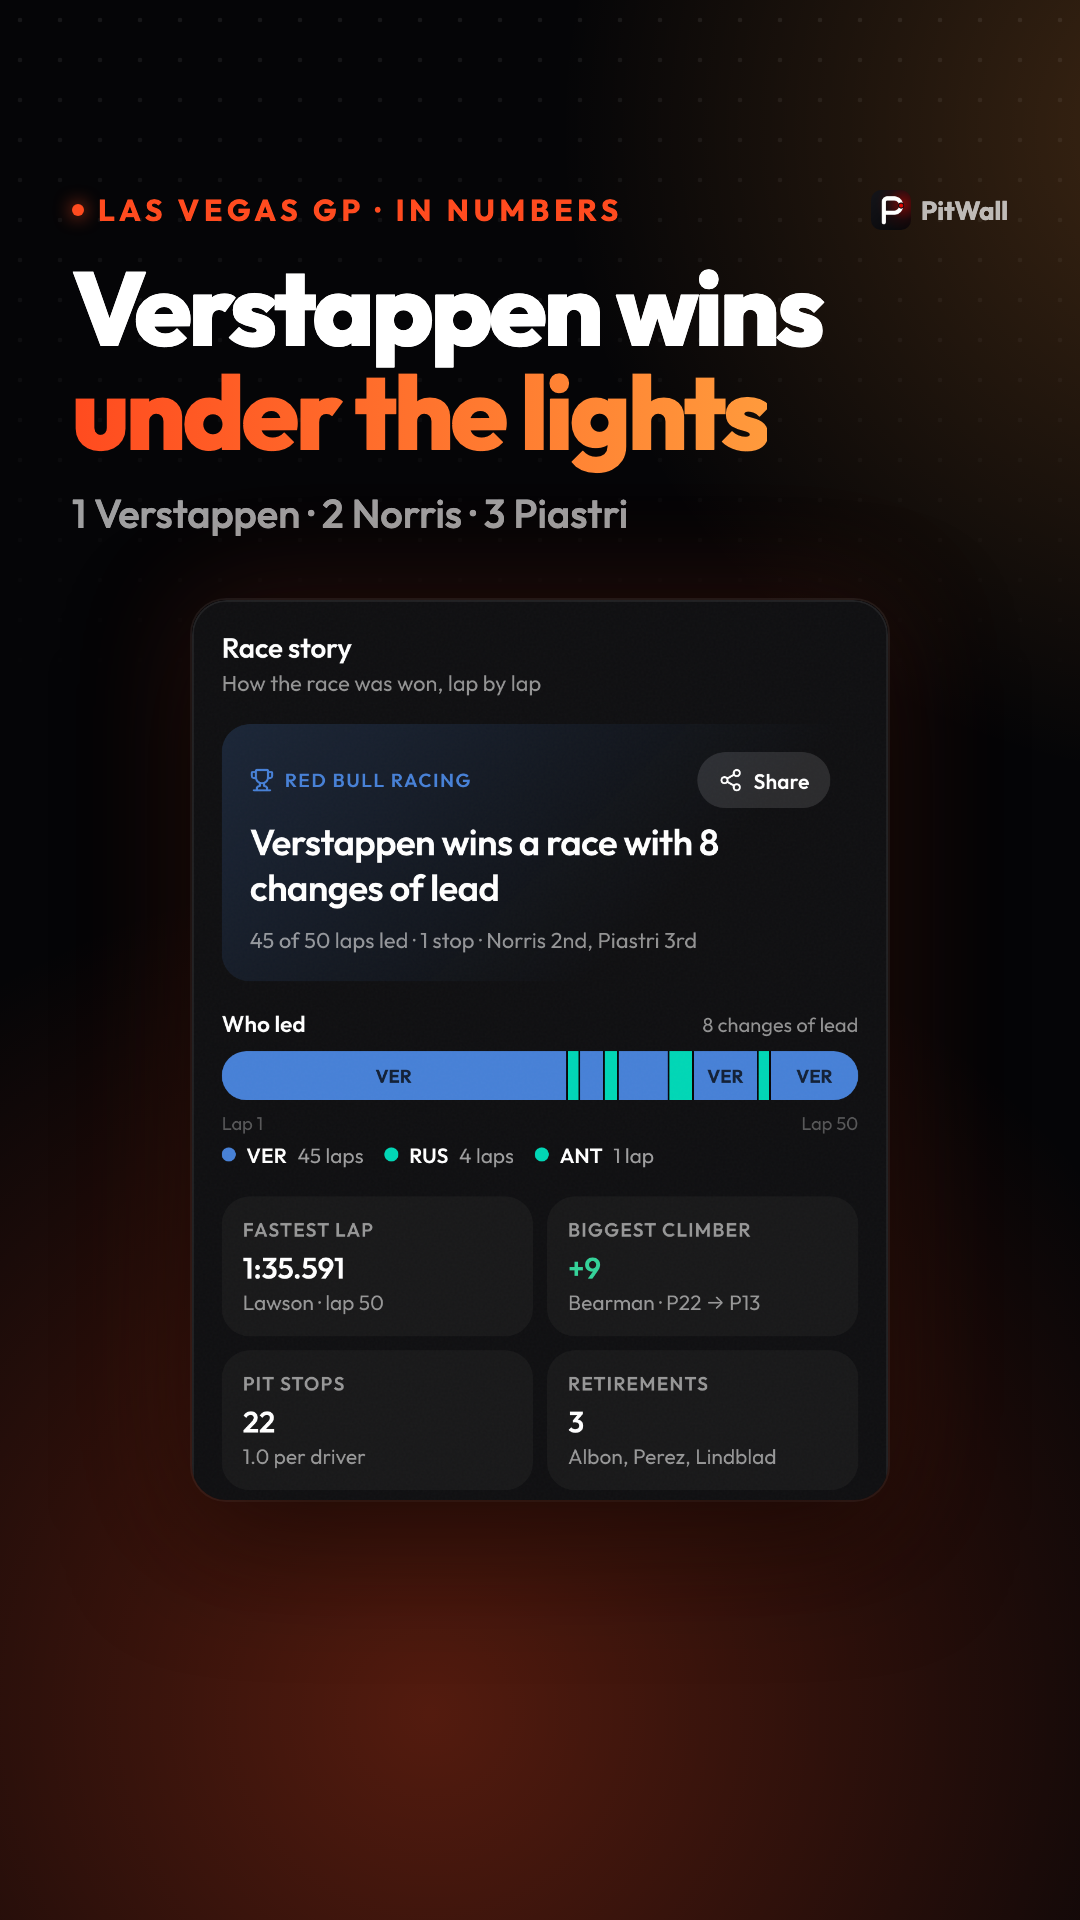 LAS VEGAS GP · IN NUMBERS
PitWall
Verstappen wins
under the lights
1 Verstappen · 2 Norris · 3 Piastri
Race story
How the race was won, lap by lap
RED BULL RACING
Share
Verstappen wins a race with 8
changes of lead
45 of 50 laps led · 1 stop · Norris 2nd, Piastri 3rd
Who led
8 changes of lead
VER VER VER
Lap 1
Lap 50
VER 45 laps RUS 4 laps ANT 1 lap
FASTEST LAP
1:35.591
Lawson · lap 50
BIGGEST CLIMBER
+9
Bearman · P22 → P13
PIT STOPS
22
1.0 per driver
RETIREMENTS
3
Albon, Perez, Lindblad